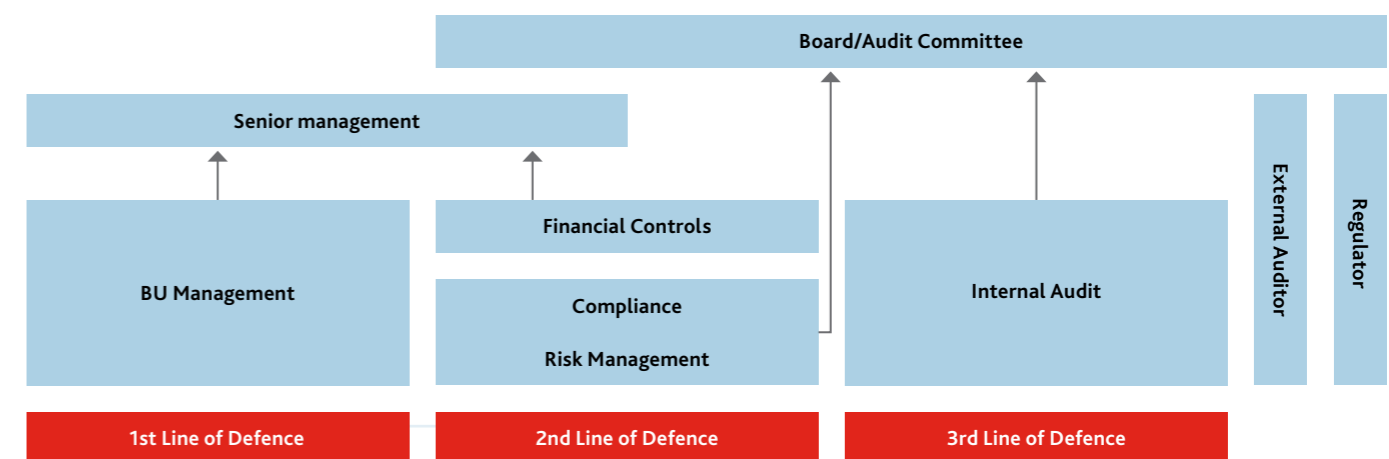 Board/Audit Committee
Senior management
BU Management
Financial Controls
Compliance
Risk Management
Internal Audit
External Auditor
Regulator
1st Line of Defence
2nd Line of Defence
3rd Line of Defence